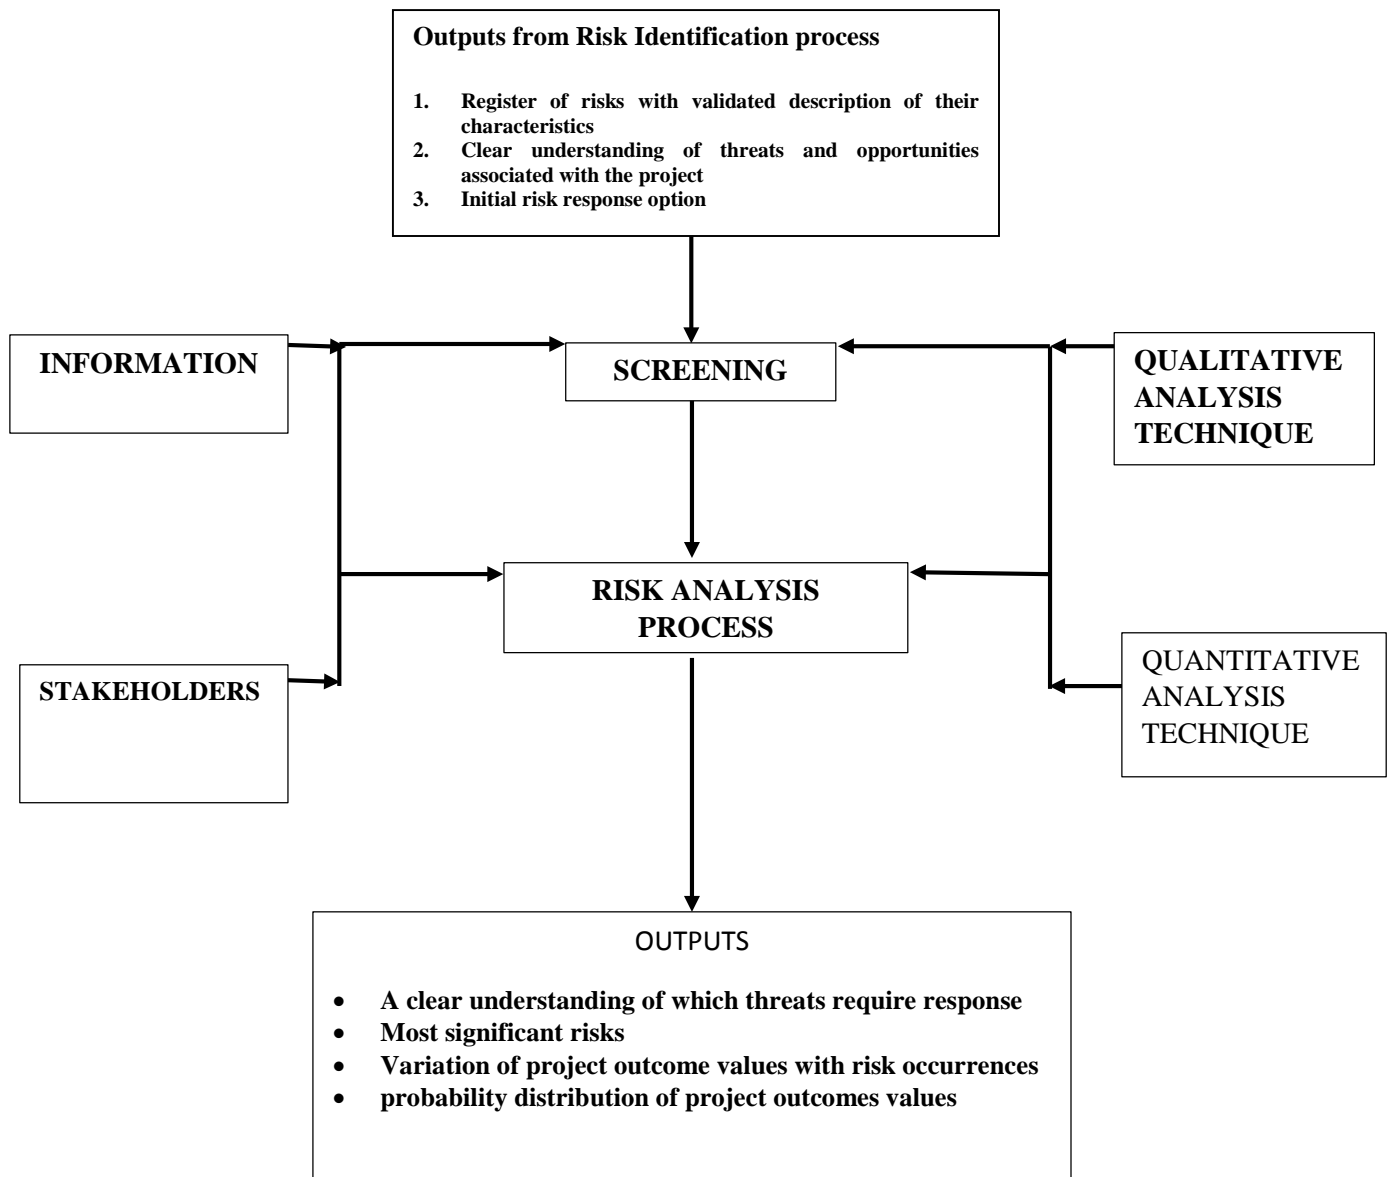 Outputs from Risk Identification process
1. Register of risks with validated description of their
characteristics
2. Clear understanding of threats and opportunities
associated with the project
3. Initial risk response option
INFORMATION
SCREENING
QUALITATIVE
ANALYSIS
TECHNIQUE
RISK ANALYSIS
PROCESS
STAKEHOLDERS
QUANTITATIVE
ANALYSIS
TECHNIQUE
OUTPUTS
• A clear understanding of which threats require response
• Most significant risks
• Variation of project outcome values with risk occurrences
• probability distribution of project outcomes values